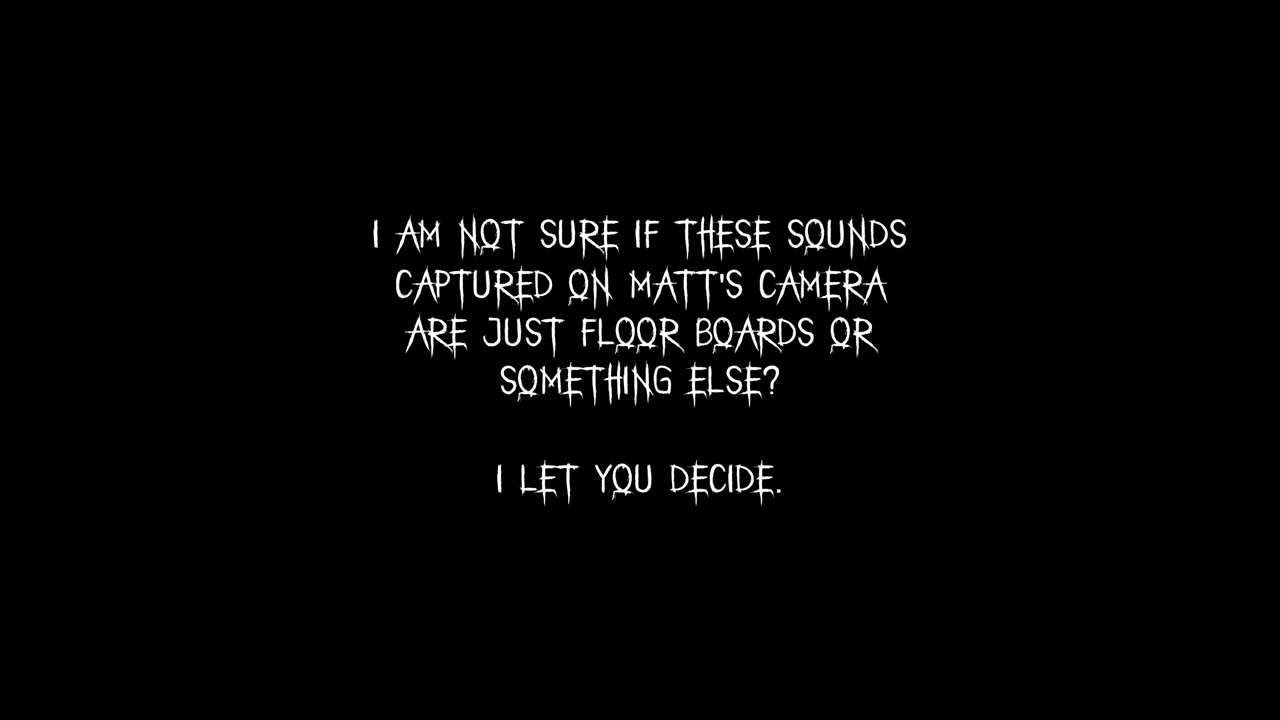 I AM NOT SURE IF THESE SOUNDS
CAPTURED ON MATT'S CAMERA
ARE JUST FLOOR BOARDS OR
SOMETHING ELSE?
I LET YOU DECIDE.